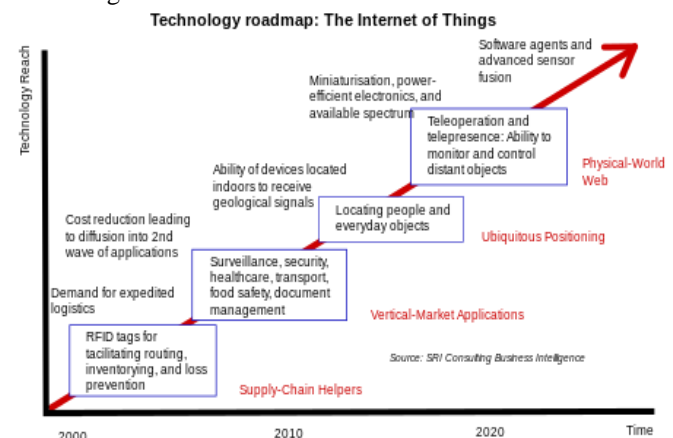 Technology roadmap: The Internet of Things
Technology Reach
Software agents and
advanced sensor
fusion
Miniaturisation, power-
efficient electronics, and
available spectrum
Teleoperation and
telepresence: Ability to
monitor and control
distant objects
Physical-World
Web
Ability of devices located
indoors to receive
geological signals
Locating people and
everyday objects
Ubiquitous Positioning
Cost reduction leading
to diffusion into 2nd
wave of applications
Surveillance, security,
healthcare, transport,
food safety, document
management
Vertical-Market Applications
Demand for expedited
logistics
RFID tags for
tacilitating routing,
inventorying, and loss
prevention
Supply-Chain Helpers
Source: SRI Consulting Business Intelligence
2000
2010
2020
Time